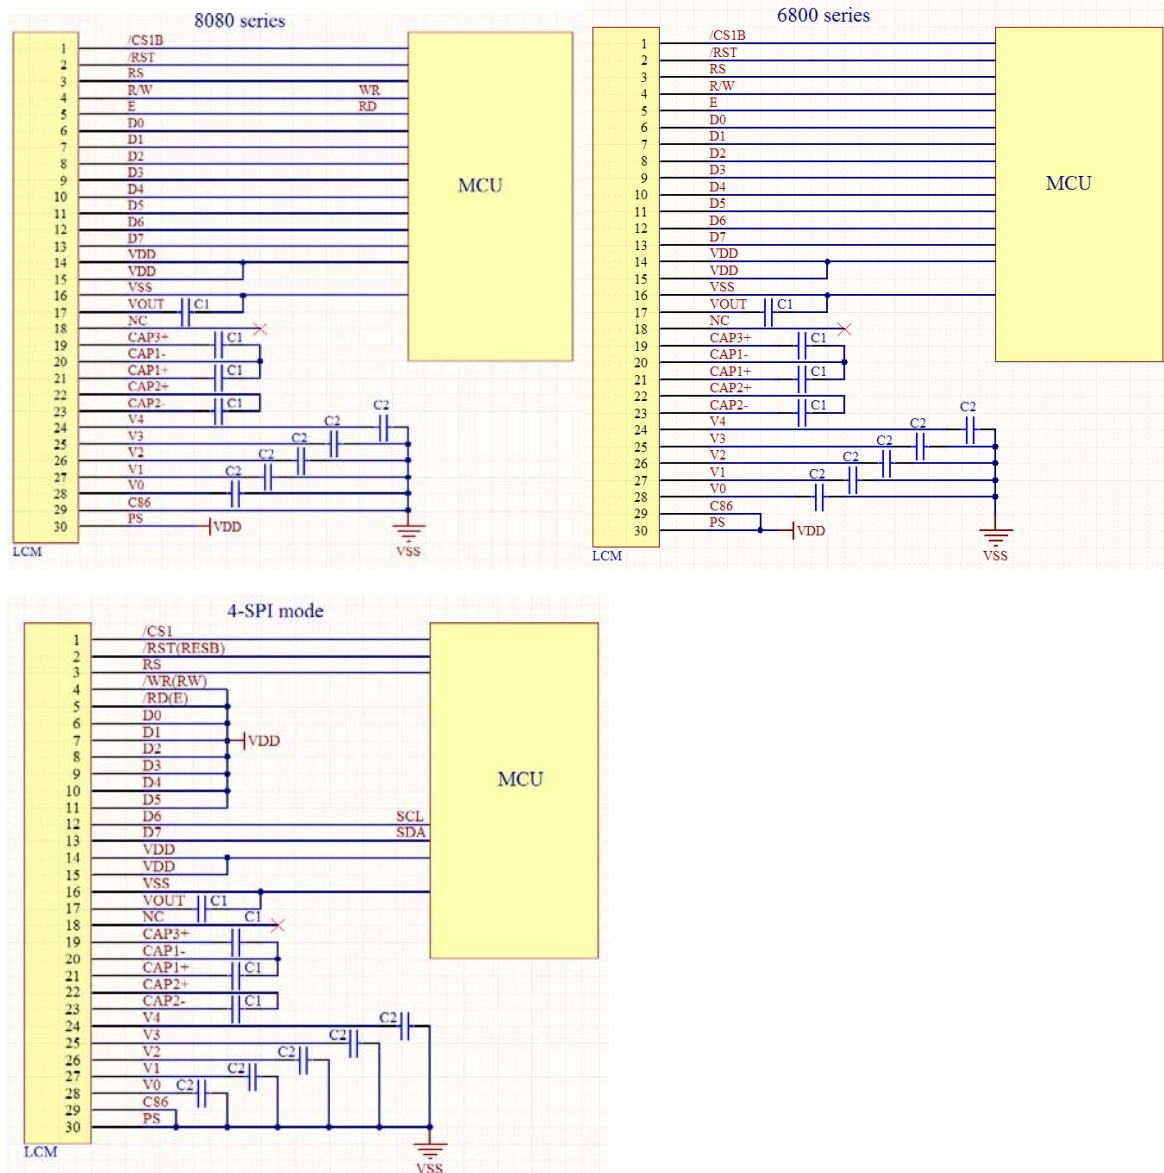 8080 series
/CS1B
1
/RST
2
RS
3
R/W WR
4
E RD
5
D0
6
D1
7
D2
8
D3
9
D4
10
D5
11
D6
12
D7
13
VDD
14
VDD
15
VSS
16
VOUT C1
17
NC
18
CAP3+ C1
19
CAP1-
20
CAP1+ C1
21
CAP2+
22
CAP2- C1
23
V4 C2
24
V3 C2
25
V2 C2
26
V1 C2
27
V0 C2
28
C86
29
PS
30 VDD
MCU
LCM
VSS
6800 series
/CS1B
1
/RST
2
RS
3
R/W
4
E
5
D0
6
D1
7
D2
8
D3
9
D4
10
D5
11
D6
12
D7
13
VDD
14
VDD
15
VSS
16
VOUT C1
17
NC
18
CAP3+ C1
19
CAP1-
20
CAP1+ C1
21
CAP2+
22
CAP2- C1
23
V4 C2
24
V3 C2
25
V2 C2
26
V1 C2
27
V0 C2
28
C86
29
PS
30 VDD
MCU
LCM
VSS
4-SPI mode
/CS1
1
/RST(RESB)
2
RS
3
/WR(RW)
4
/RD(E)
5
D0
6
D1
7 VDD
D2
8
D3
9
D4
10
D5
11
D6 SCL
12
D7 SDA
13
VDD
14
VDD
15
VSS
16
VOUT C1
17
NC C1
18
CAP3+
19
CAP1-
20
CAP1+ C1
21
CAP2+
22
CAP2- C1
23
V4 C2
24
V3 C2
25
V2 C2
26
V1 C2
27
V0 C2
28
C86
29
PS
30
MCU
LCM
VSS